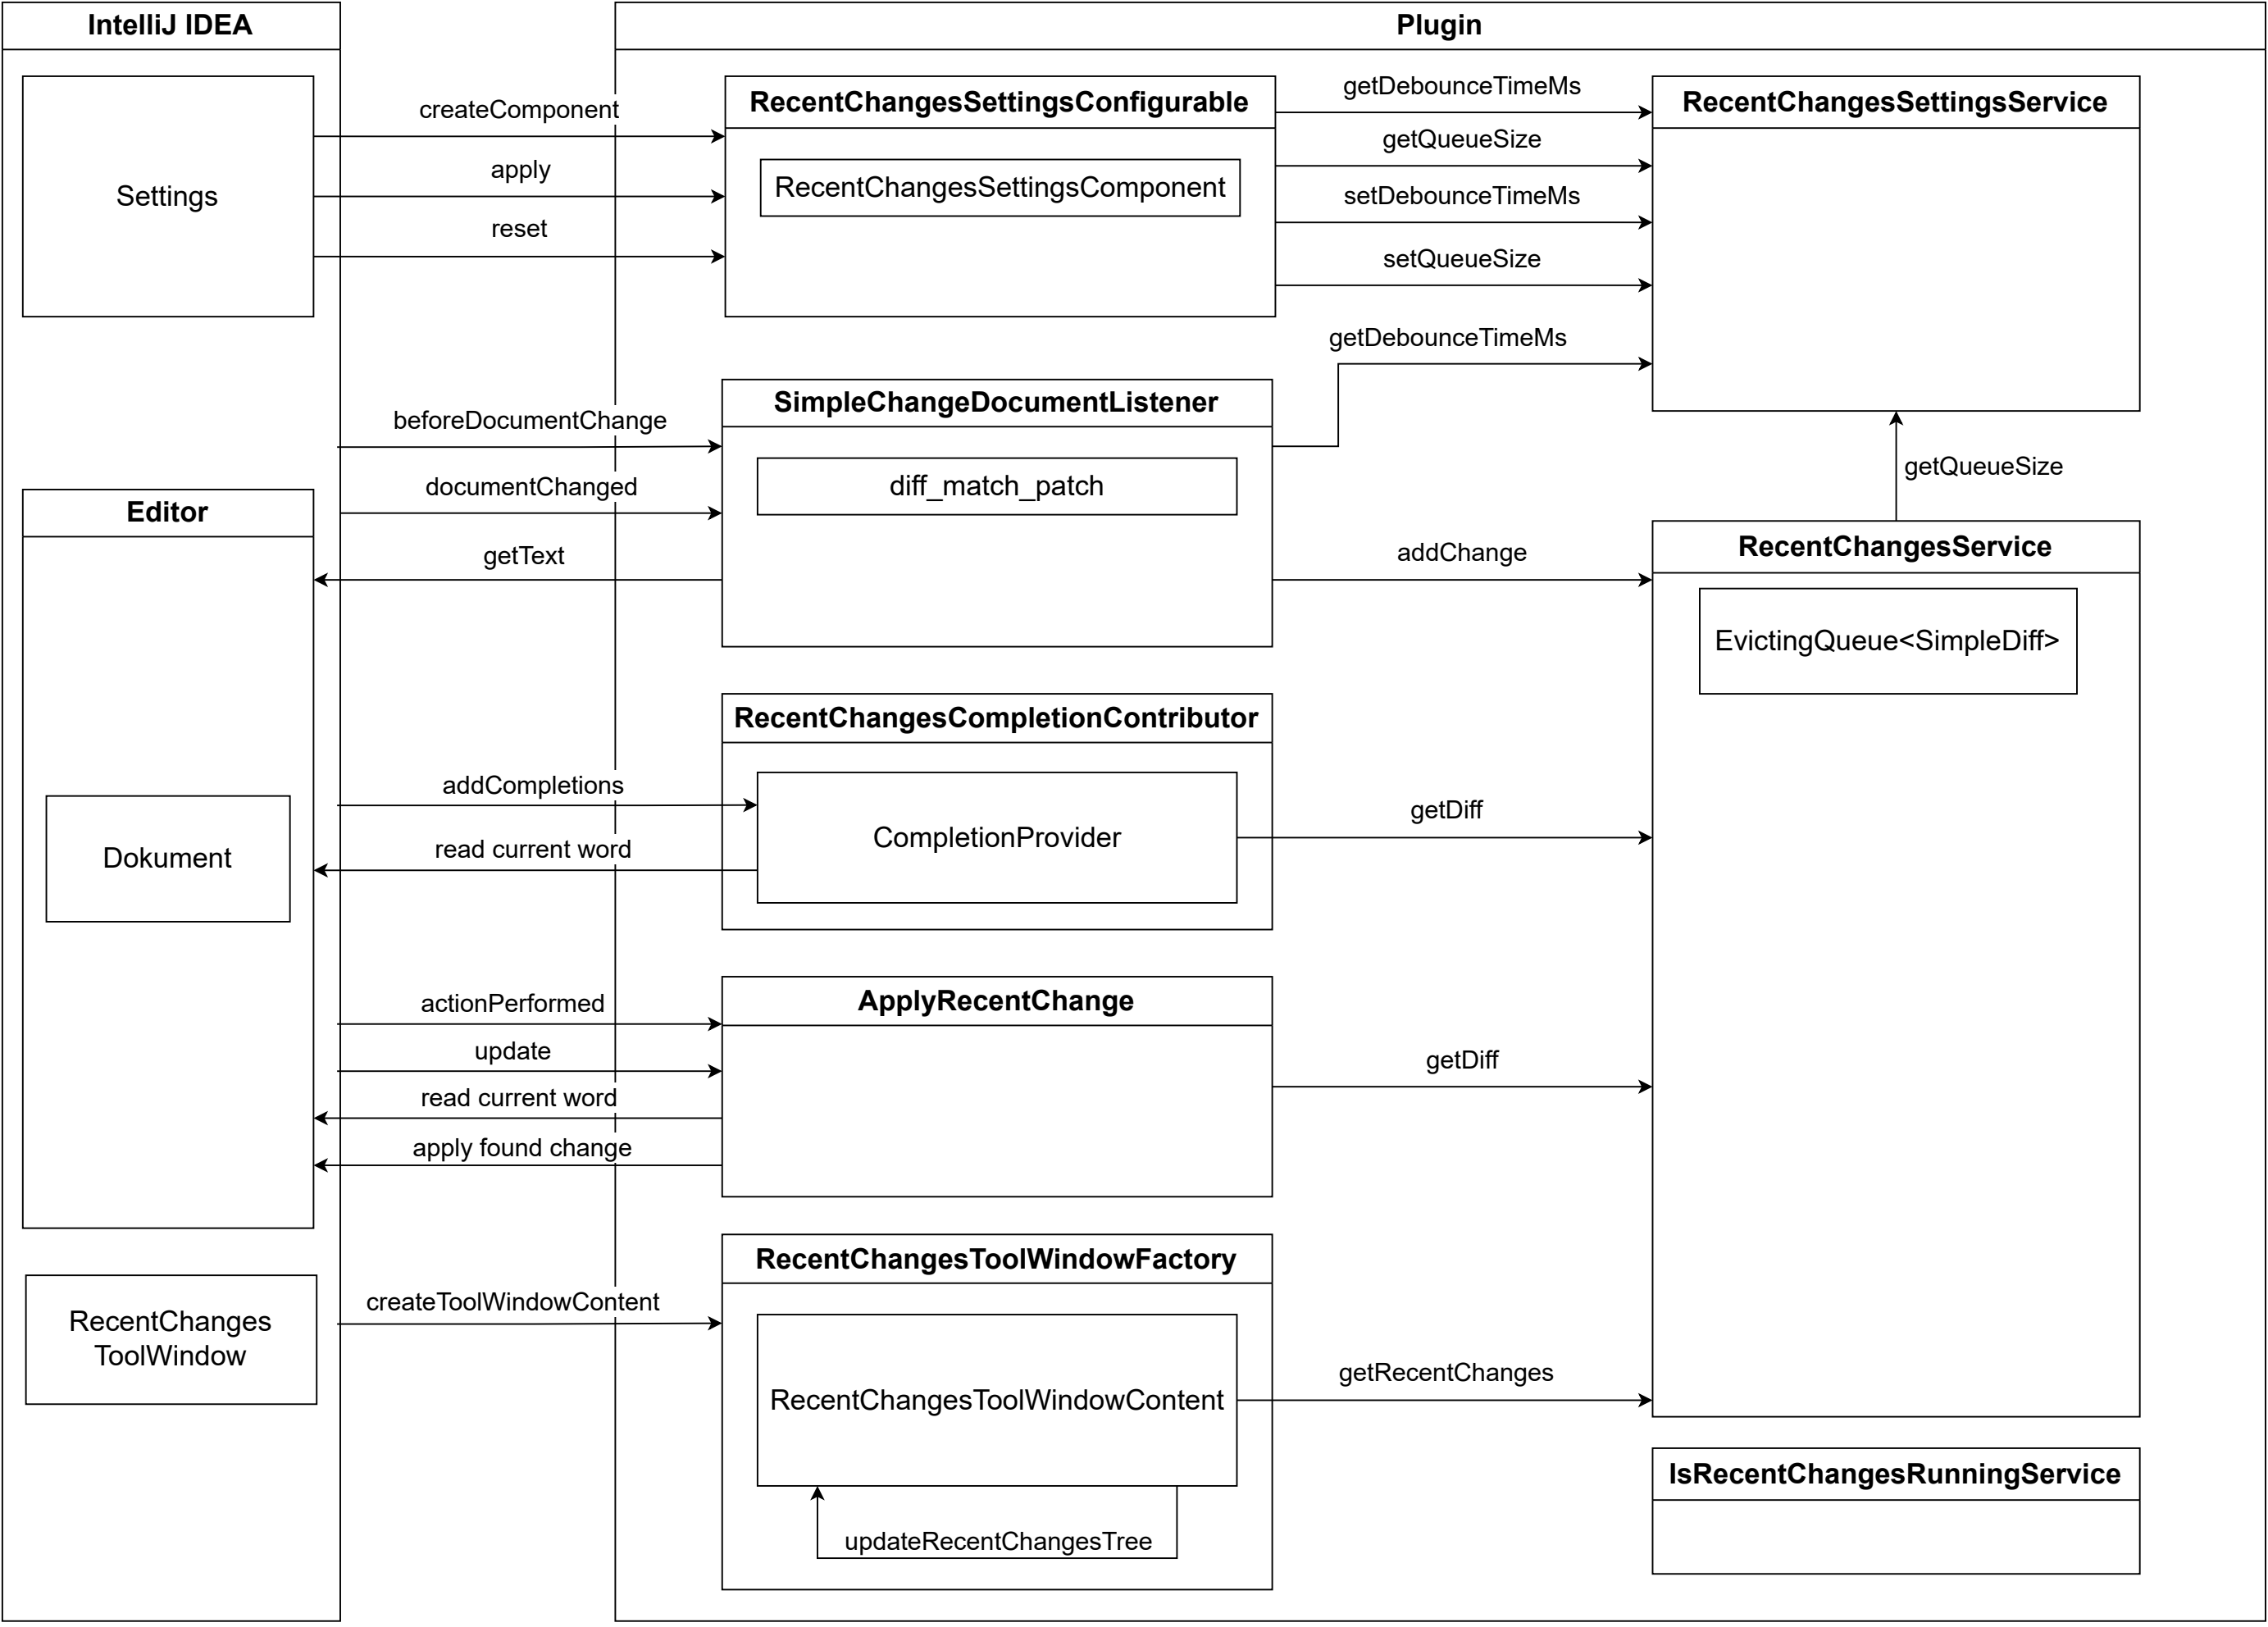 IntelliJ IDEA
Plugin
Settings
createComponent
apply
reset
RecentChangesSettingsConfigurable
RecentChangesSettingsComponent
getDebounceTimeMs
getQueueSize
setDebounceTimeMs
setQueueSize
RecentChangesSettingsService
getDebounceTimeMs
beforeDocumentChange
documentChanged
getText
SimpleChangeDocumentListener
diff_match_patch
addChange
getQueueSize
Editor
Dokument
RecentChangesService
EvictingQueue<SimpleDiff>
RecentChangesCompletionContributor
addCompletions
read current word
CompletionProvider
getDiff
actionPerformed
update
read current word
apply found change
ApplyRecentChange
getDiff
RecentChanges
ToolWindow
createToolWindowContent
RecentChangesToolWindowFactory
RecentChangesToolWindowContent
updateRecentChangesTree
getRecentChanges
IsRecentChangesRunningService